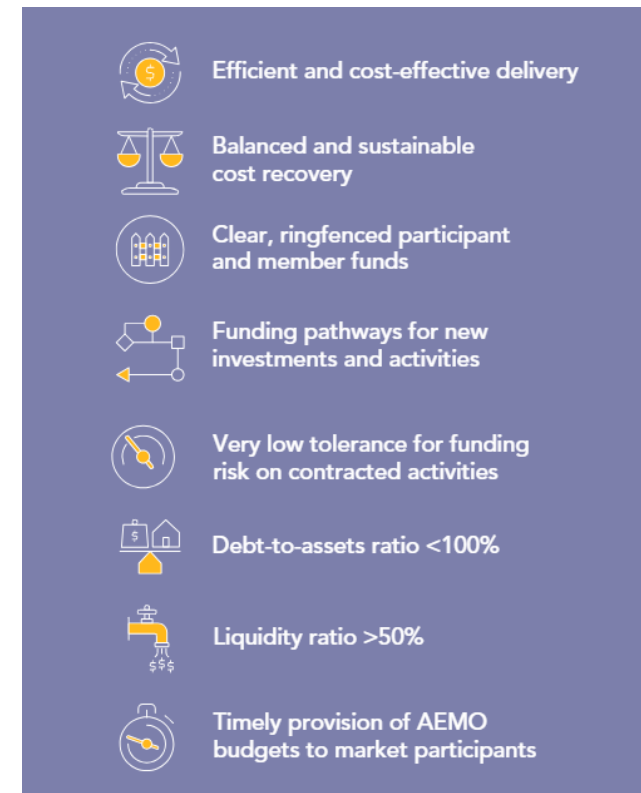 $
Efficient and cost-effective delivery
Balanced and sustainable
cost recovery
Clear, ringfenced participant
and member funds
Funding pathways for new
investments and activities
Very low tolerance for funding
risk on contracted activities
$
Debt-to-assets ratio <100%
Liquidity ratio >50%
$$$
Timely provision of AEMO
budgets to market participants